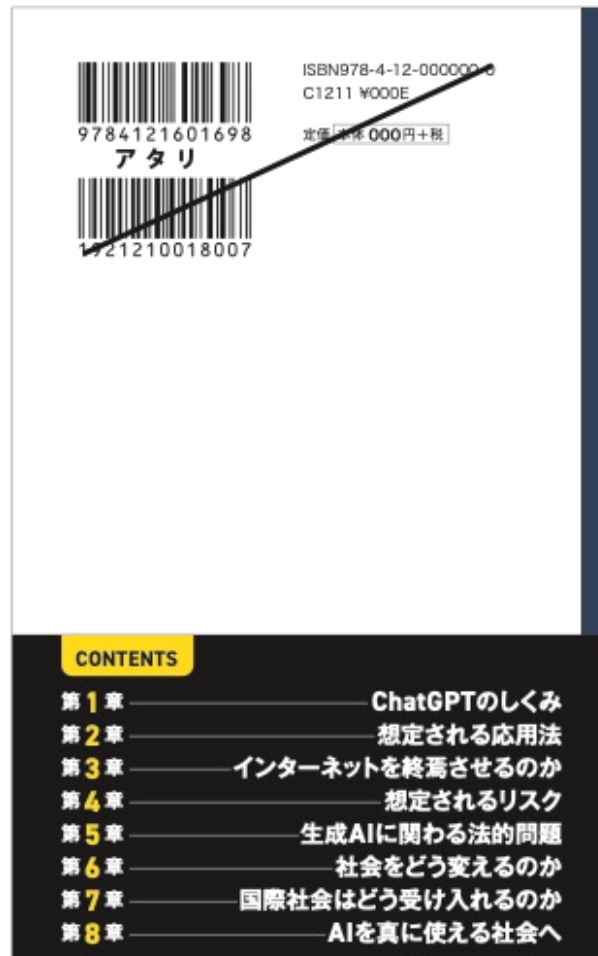 9784121601698
アタリ
1921210018007
ISBN978-4-12-000000-0
C1211 ¥000E
定価 本体 000円+税
CONTENTS
第1章 ChatGPTのしくみ
第2章 想定される応用法
第3章 インターネットを終焉させるのか
第4章 想定されるリスク
第5章 生成AIに関わる法的問題
第6章 社会をどう変えるのか
第7章 国際社会はどう受け入れるのか
第8章 AIを真に使える社会へ